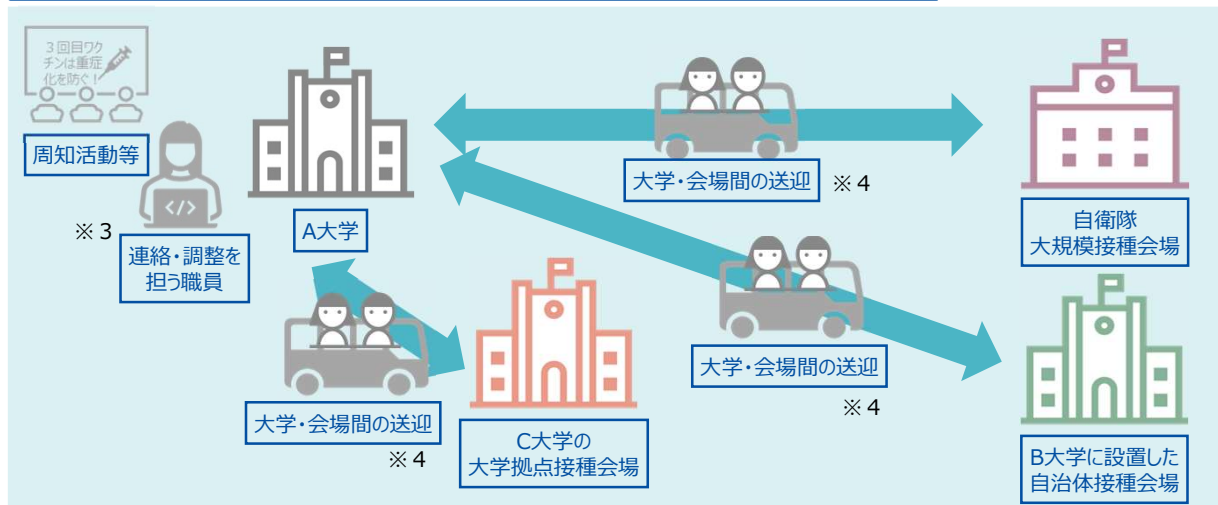 3回目ワク
チンは重症
化を防ぐ!
周知活動等
※3
連絡・調整を
担う職員
</>
A大学
大学・会場間の送迎
※4
自衛隊
大規模接種会場
大学・会場間の送迎
※4
大学・会場間の送迎
※4
C大学の
大学拠点接種会場
B大学に設置した
自治体接種会場